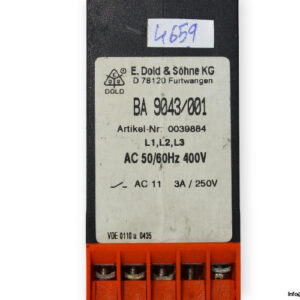 4659
E. Dold & Söhne KG
D 78120 Furtwangen
DOLD
BA 9043/001
Artikel-Nr: 0039884
L1,L2,L3
AC 50/60Hz 400V
AC 11 3A / 250V
VDE 0110 u 0435